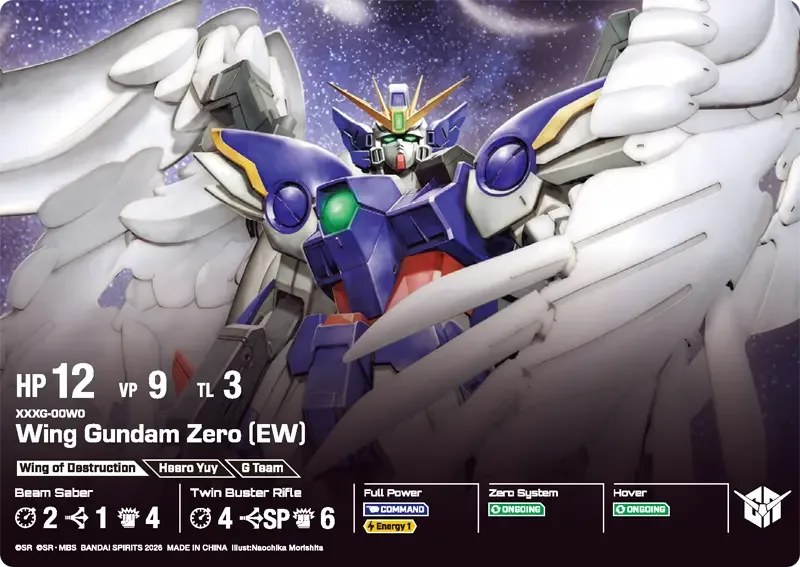 HP 12 VP 9 TL 3
XXXG-00W0
Wing Gundam Zero (EW)
Wing of Destruction Heero Yuy G Team
Beam Saber
2 1 4
Twin Buster Rifle
4 SP 6
Full Power
COMMAND
Energy 1
Zero System
ONGOING
Hover
ONGOING
©SR ©SR・MBS BANDAI SPIRITS 2026 MADE IN CHINA Illust:Naochika Morishita